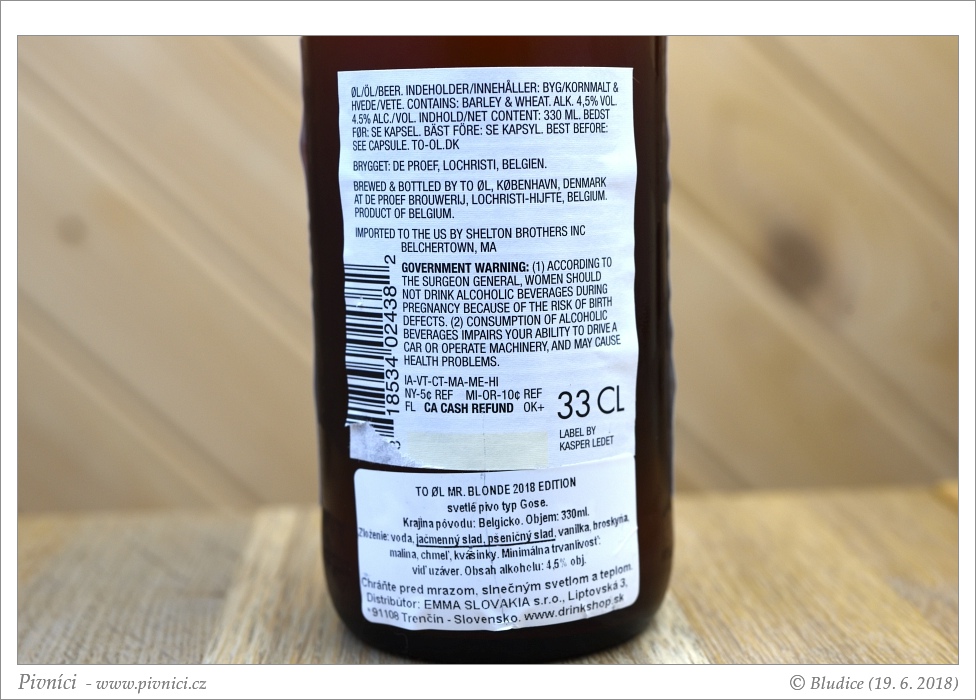 ØL/ÖL/BEER. INDEHOLDER/INNEHÅLLER: BYG/KORNMALT &
HVEDE/VETE. CONTAINS: BARLEY & WHEAT. ALK. 4,5% VOL.
4.5% ALC./VOL. INDHOLD/NET CONTENT: 330 ML. BEDST
FØR: SE KAPSEL. BÄST FÖRE: SE KAPSYL. BEST BEFORE:
SEE CAPSULE. TO-OL.DK
BRYGGET: DE PROEF, LOCHRISTI, BELGIEN.
BREWED & BOTTLED BY TO ØL, KØBENHAVN, DENMARK
AT DE PROEF BROUWERIJ, LOCHRISTI-HIJFTE, BELGIUM.
PRODUCT OF BELGIUM.
IMPORTED TO THE US BY SHELTON BROTHERS INC
BELCHERTOWN, MA
GOVERNMENT WARNING: (1) ACCORDING TO
THE SURGEON GENERAL, WOMEN SHOULD
NOT DRINK ALCOHOLIC BEVERAGES DURING
PREGNANCY BECAUSE OF THE RISK OF BIRTH
DEFECTS. (2) CONSUMPTION OF ALCOHOLIC
BEVERAGES IMPAIRS YOUR ABILITY TO DRIVE A
CAR OR OPERATE MACHINERY, AND MAY CAUSE
HEALTH PROBLEMS.
8 18534 02438 2
IA-VT-CT-MA-ME-HI
NY-5¢ REF MI-OR-10¢ REF
FL CA CASH REFUND OK+
33 CL
LABEL BY
KASPER LEDET
TO ØL MR. BLONDE 2018 EDITION
svetlé pivo typ Gose.
Krajina pôvodu: Belgicko. Objem: 330ml.
Zloženie: voda, jačmenný slad, pšeničný slad, vanilka, broskyňa,
malina, chmeľ, kvasinky. Minimálna trvanlivosť:
viď uzáver. Obsah alkoholu: 4,5% obj.
Chráňte pred mrazom, slnečným svetlom a teplom.
Distribútor: EMMA SLOVAKIA s.r.o., Liptovská 3,
91108 Trenčín - Slovensko. www.drinkshop.sk
Pivníci - www.pivnici.cz
© Bludice (19. 6. 2018)